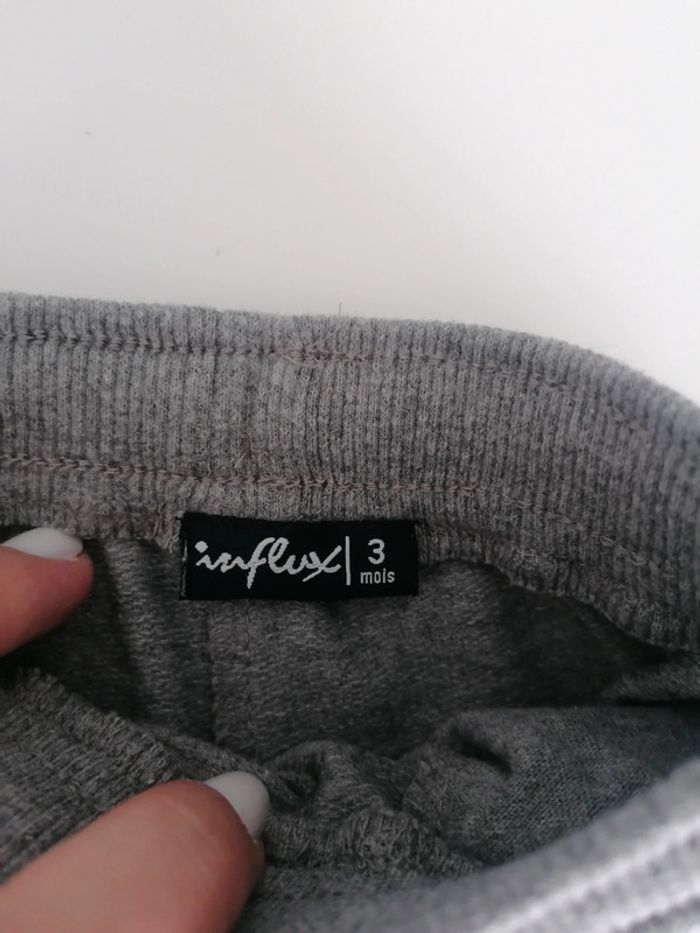 influx | 3
mois